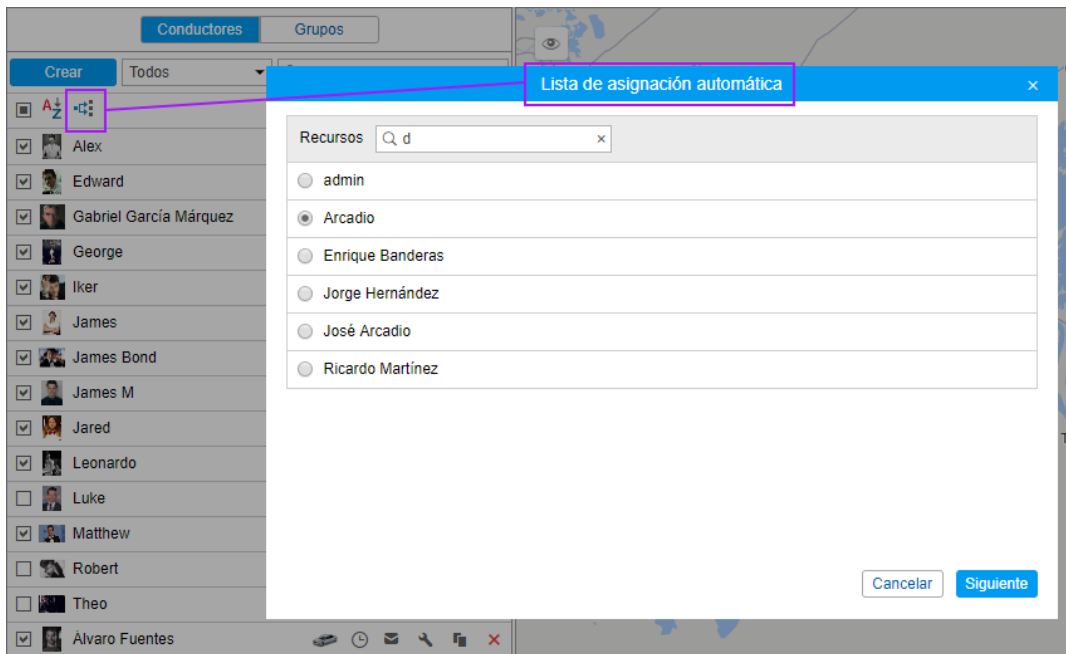 Conductores Grupos
Crear Todos
Lista de asignación automática ×
A Z
Recursos d ×
Alex
admin
Edward
Arcadio
Gabriel García Márquez
George
Enrique Banderas
Iker
Jorge Hernández
James
José Arcadio
James Bond
Ricardo Martínez
James M
Jared
Leonardo
Luke
Matthew
Robert
Cancelar Siguiente
Theo
Álvaro Fuentes
T